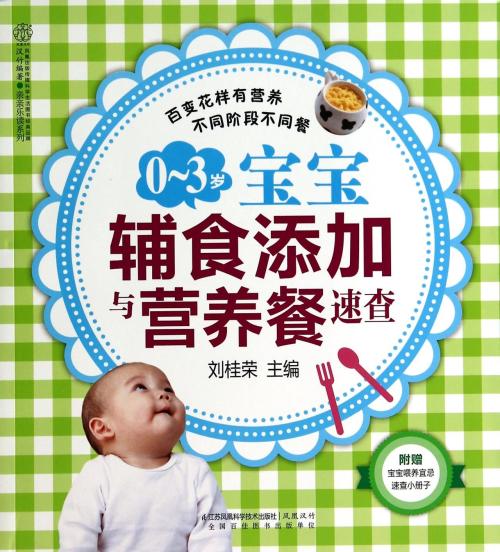 汉竹编著●亲亲乐读系列
百变花样有营养
不同阶段不同餐
0~3岁 宝宝
辅食添加
与营养餐速查
刘桂荣 主编
附赠
宝宝喂养宜忌
速查小册子
江苏凤凰科学技术出版社 凤凰汉竹
全国百佳图书出版单位